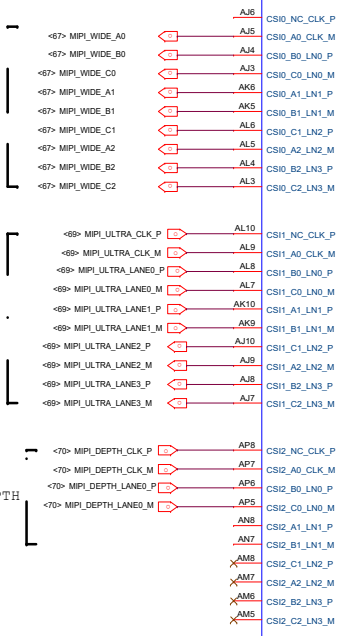 AJ6 CSI0_NC_CLK_P
<67> MIPI_WIDE_A0 AJ5 CSI0_A0_CLK_M
<67> MIPI_WIDE_B0 AJ4 CSI0_B0_LN0_P
<67> MIPI_WIDE_C0 AJ3 CSI0_C0_LN0_M
<67> MIPI_WIDE_A1 AK6 CSI0_A1_LN1_P
<67> MIPI_WIDE_B1 AK5 CSI0_B1_LN1_M
<67> MIPI_WIDE_C1 AL6 CSI0_C1_LN2_P
<67> MIPI_WIDE_A2 AL5 CSI0_A2_LN2_M
<67> MIPI_WIDE_B2 AL4 CSI0_B2_LN3_P
<67> MIPI_WIDE_C2 AL3 CSI0_C2_LN3_M
<69> MIPI_ULTRA_CLK_P AL10 CSI1_NC_CLK_P
<69> MIPI_ULTRA_CLK_M AL9 CSI1_A0_CLK_M
<69> MIPI_ULTRA_LANE0_P AL8 CSI1_B0_LN0_P
<69> MIPI_ULTRA_LANE0_M AL7 CSI1_C0_LN0_M
<69> MIPI_ULTRA_LANE1_P AK10 CSI1_A1_LN1_P
<69> MIPI_ULTRA_LANE1_M AK9 CSI1_B1_LN1_M
<69> MIPI_ULTRA_LANE2_P AJ10 CSI1_C1_LN2_P
<69> MIPI_ULTRA_LANE2_M AJ9 CSI1_A2_LN2_M
<69> MIPI_ULTRA_LANE3_P AJ8 CSI1_B2_LN3_P
<69> MIPI_ULTRA_LANE3_M AJ7 CSI1_C2_LN3_M
<70> MIPI_DEPTH_CLK_P AP8 CSI2_NC_CLK_P
<70> MIPI_DEPTH_CLK_M AP7 CSI2_A0_CLK_M
<70> MIPI_DEPTH_LANE0_P AP6 CSI2_B0_LN0_P
PTH
<70> MIPI_DEPTH_LANE0_M AP5 CSI2_C0_LN0_M
AN8 CSI2_A1_LN1_P
AN7 CSI2_B1_LN1_M
AM8 CSI2_C1_LN2_P
AM7 CSI2_A2_LN2_M
AM6 CSI2_B2_LN3_P
AM5 CSI2_C2_LN3_M